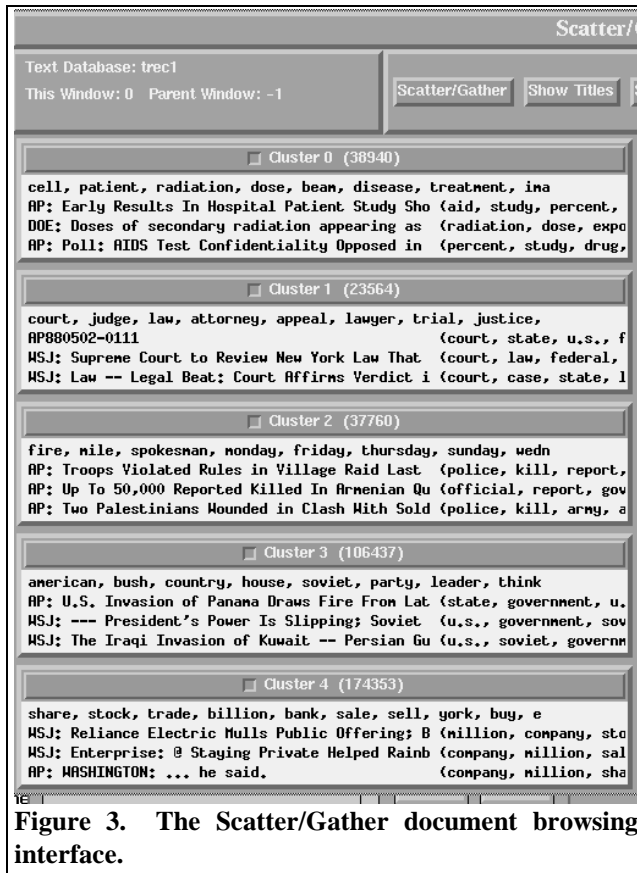 Scatter/
Text Database: trec1
This Window: 0 Parent Window: -1
Scatter/Gather Show Titles
Cluster 0 (38940)
cell, patient, radiation, dose, beam, disease, treatment, ima
AP: Early Results In Hospital Patient Study Sho (aid, study, percent,
DOE: Doses of secondary radiation appearing as (radiation, dose, expo
AP: Poll: AIDS Test Confidentiality Opposed in (percent, study, drug,
Cluster 1 (23564)
court, judge, law, attorney, appeal, lawyer, trial, justice,
AP880502-0111 (court, state, u.s., f
WSJ: Supreme Court to Review New York Law That (court, law, federal,
WSJ: Law -- Legal Beat: Court Affirms Verdict i (court, case, state, l
Cluster 2 (37760)
fire, mile, spokesman, monday, friday, thursday, sunday, wedn
AP: Troops Violated Rules in Village Raid Last (police, kill, report,
AP: Up To 50,000 Reported Killed In Armenian Qu (official, report, gov
AP: Two Palestinians Wounded in Clash With Sold (police, kill, army, a
Cluster 3 (106437)
american, bush, country, house, soviet, party, leader, think
AP: U.S. Invasion of Panama Draws Fire From Lat (state, government, u.
WSJ: --- President's Power Is Slipping; Soviet (u.s., government, sov
WSJ: The Iraqi Invasion of Kuwait -- Persian Gu (u.s., soviet, governm
Cluster 4 (174353)
share, stock, trade, billion, bank, sale, sell, york, buy, e
WSJ: Reliance Electric Mulls Public Offering; B (million, company, sto
WSJ: Enterprise: @ Staying Private Helped Rainb (company, million, sal
AP: WASHINGTON: ... he said. (company, million, sha
Figure 3. The Scatter/Gather document browsing
interface.